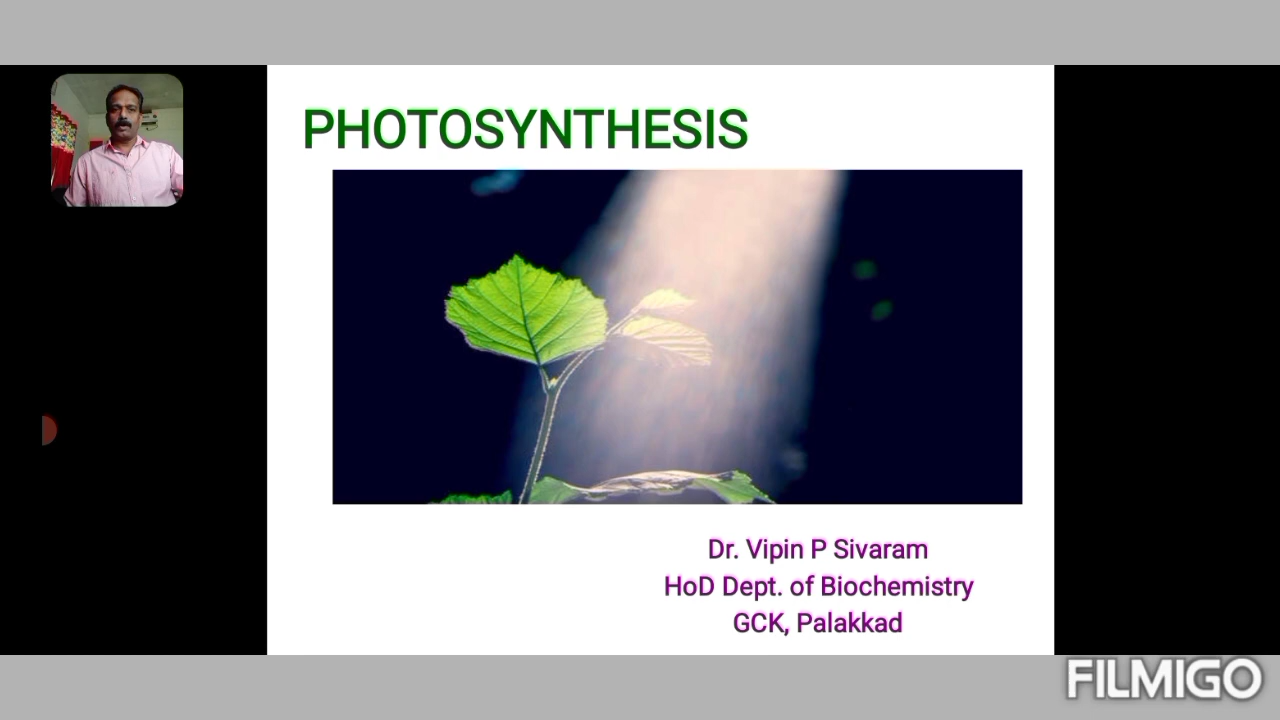 PHOTOSYNTHESIS
Dr. Vipin P Sivaram
HoD Dept. of Biochemistry
GCK, Palakkad
FILMIGO